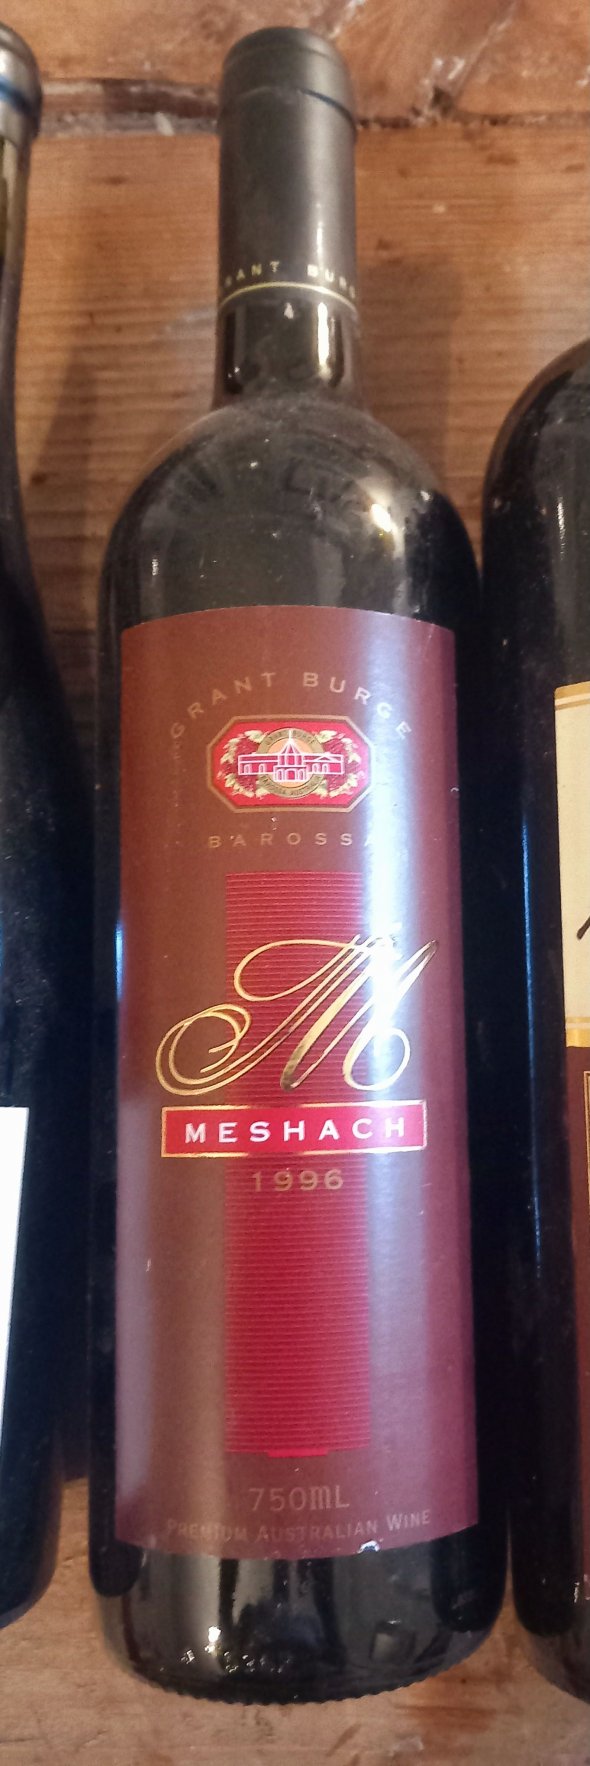 GRANT BURGE
GRANT BURGE
BAROSSA
M
MESHACH
1996
750ML
PREMIUM AUSTRALIAN WINE